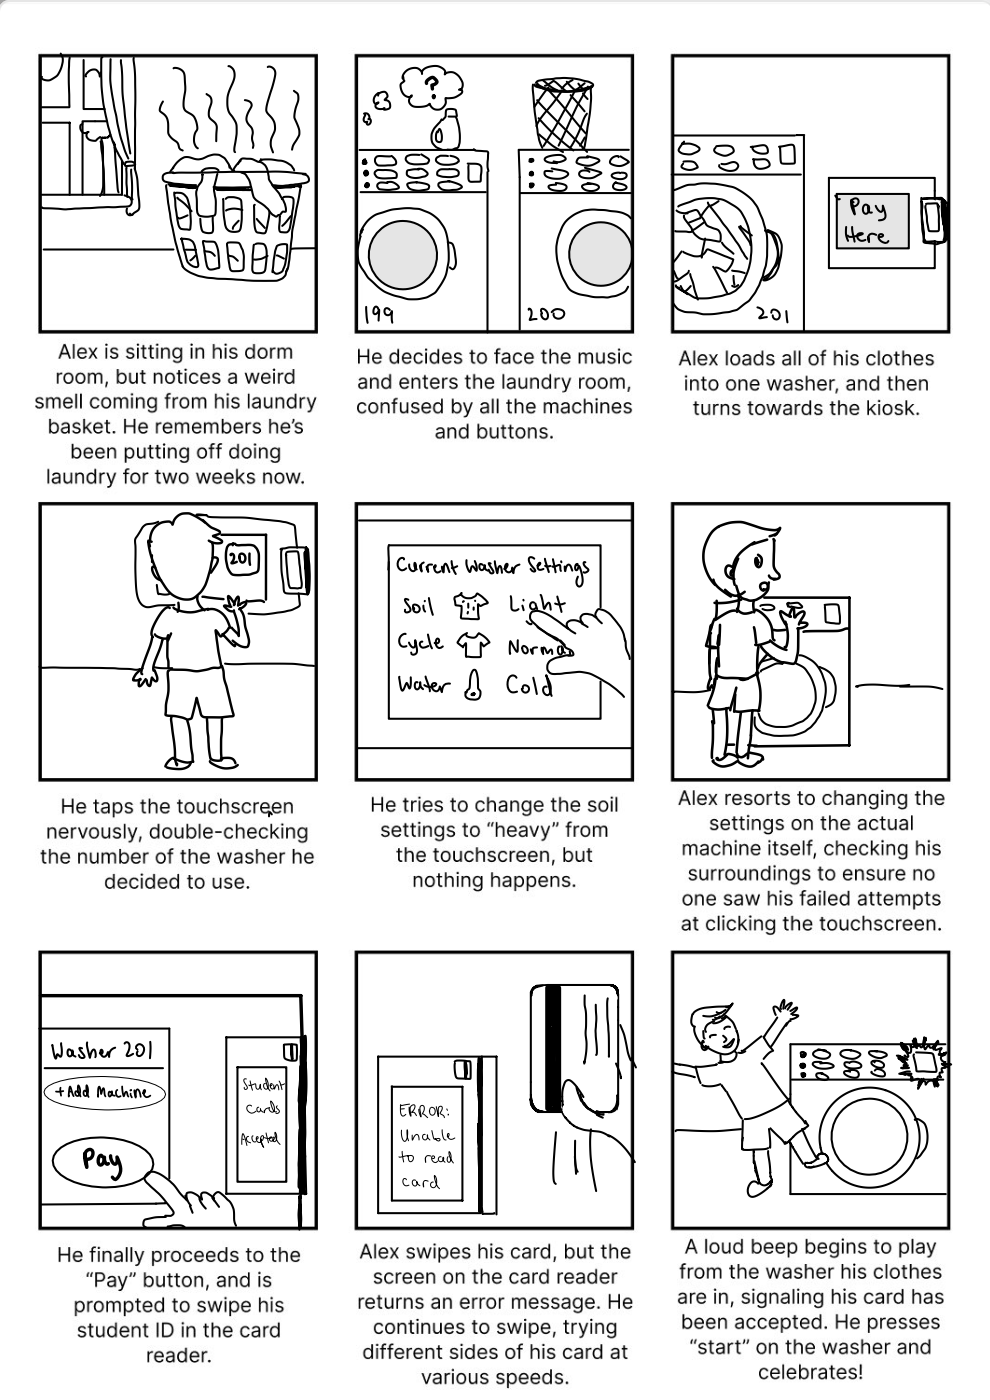 Alex is sitting in his dorm
room, but notices a weird
smell coming from his laundry
basket. He remembers he's
been putting off doing
laundry for two weeks now.
?
199
200
He decides to face the music
and enters the laundry room,
confused by all the machines
and buttons.
Pay
Here
201
Alex loads all of his clothes
into one washer, and then
turns towards the kiosk.
201
He taps the touchscreen
nervously, double-checking
the number of the washer he
decided to use.
Current Washer Settings
Soil Light
Cycle Normal
Water Cold
He tries to change the soil
settings to “heavy” from
the touchscreen, but
nothing happens.
Alex resorts to changing the
settings on the actual
machine itself, checking his
surroundings to ensure no
one saw his failed attempts
at clicking the touchscreen.
Washer 201
+Add Machine
Pay
Student
Cards
Accepted
He finally proceeds to the
“Pay” button, and is
prompted to swipe his
student ID in the card
reader.
ERROR:
Unable
to read
card
Alex swipes his card, but the
screen on the card reader
returns an error message. He
continues to swipe, trying
different sides of his card at
various speeds.
A loud beep begins to play
from the washer his clothes
are in, signaling his card has
been accepted. He presses
“start” on the washer and
celebrates!